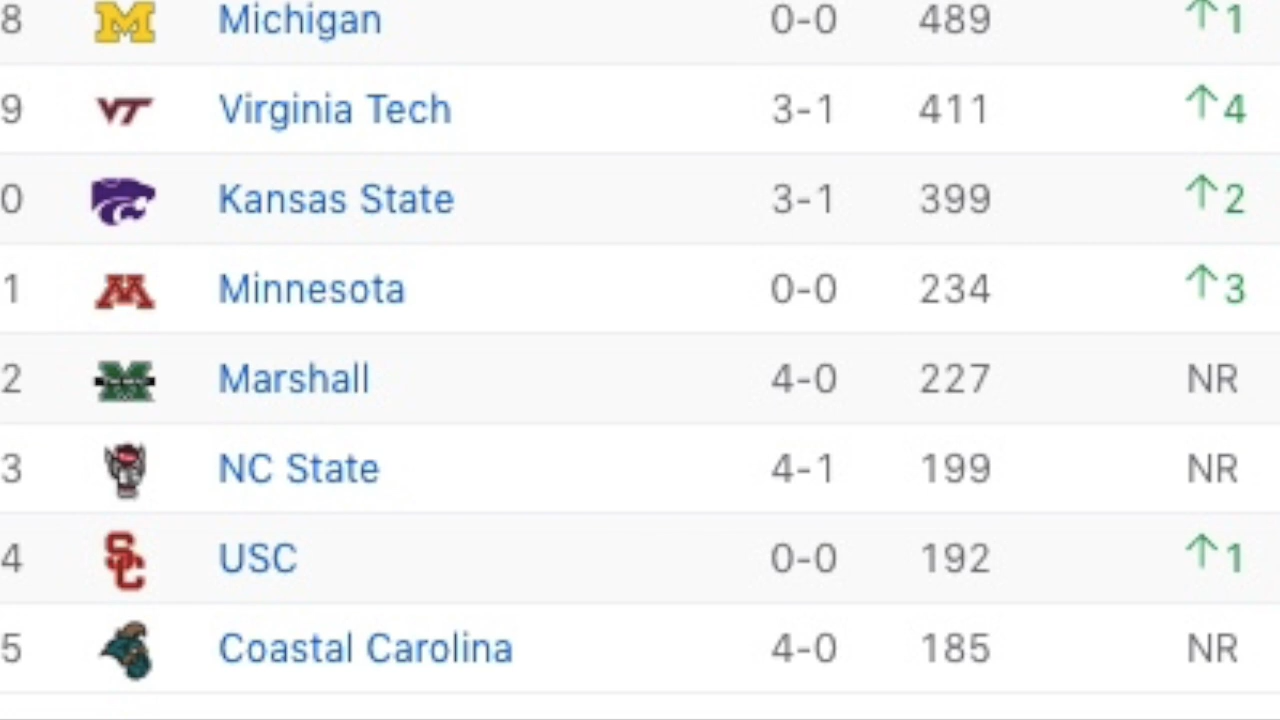 8 Michigan 0-0 489 ↑1
9 VT Virginia Tech 3-1 411 ↑4
0 Kansas State 3-1 399 ↑2
1 Minnesota 0-0 234 ↑3
2 Marshall 4-0 227 NR
3 NC State 4-1 199 NR
4 SC USC 0-0 192 ↑1
5 Coastal Carolina 4-0 185 NR